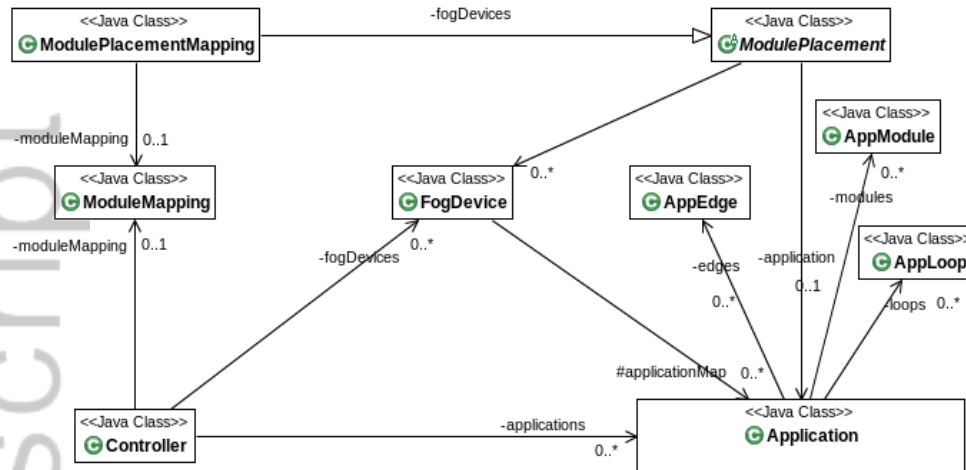 <<Java Class>>
ModulePlacementMapping
-fogDevices
<<Java Class>>
ModulePlacement
-moduleMapping
0..1
<<Java Class>>
AppModule
0..*
-modules
<<Java Class>>
ModuleMapping
<<Java Class>>
FogDevice
0..*
<<Java Class>>
AppEdge
-moduleMapping
0..1
-fogDevices
0..*
-edges
0..*
-application
0..1
<<Java Class>
AppLoop
-loops
0..*
#applicationMap
0..*
<<Java Class>>
Controller
-applications
0..*
<<Java Class>>
Application